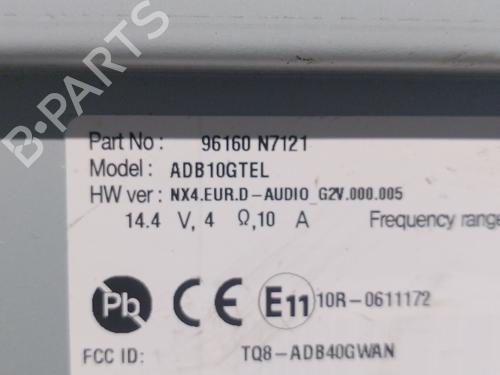 B-PARTS
Part No : 96160 N7121
Model : ADB10GTEL
HW ver : NX4.EUR.D-AUDIO_G2V.000.005
14.4 V, 4 Ω,10 A Frequency range
Pb CE E11 10R-0611172
FCC ID: TQ8-ADB40GWAN